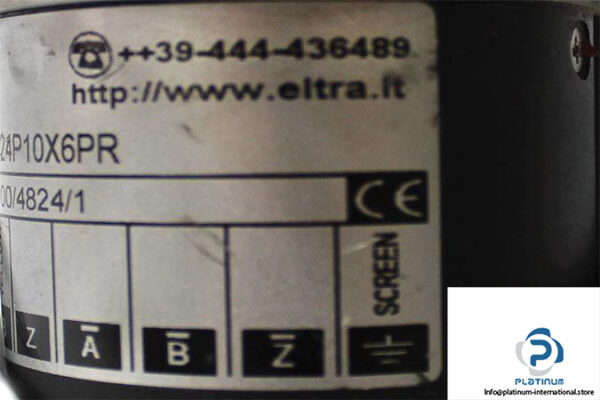 ++39-444-436489
http://www.eltra.it
24P10X6PR
00/4824/1
CE
SCREEN
Z A̅ B̅ Z̅
PLATINUM
info@platinum-international.store